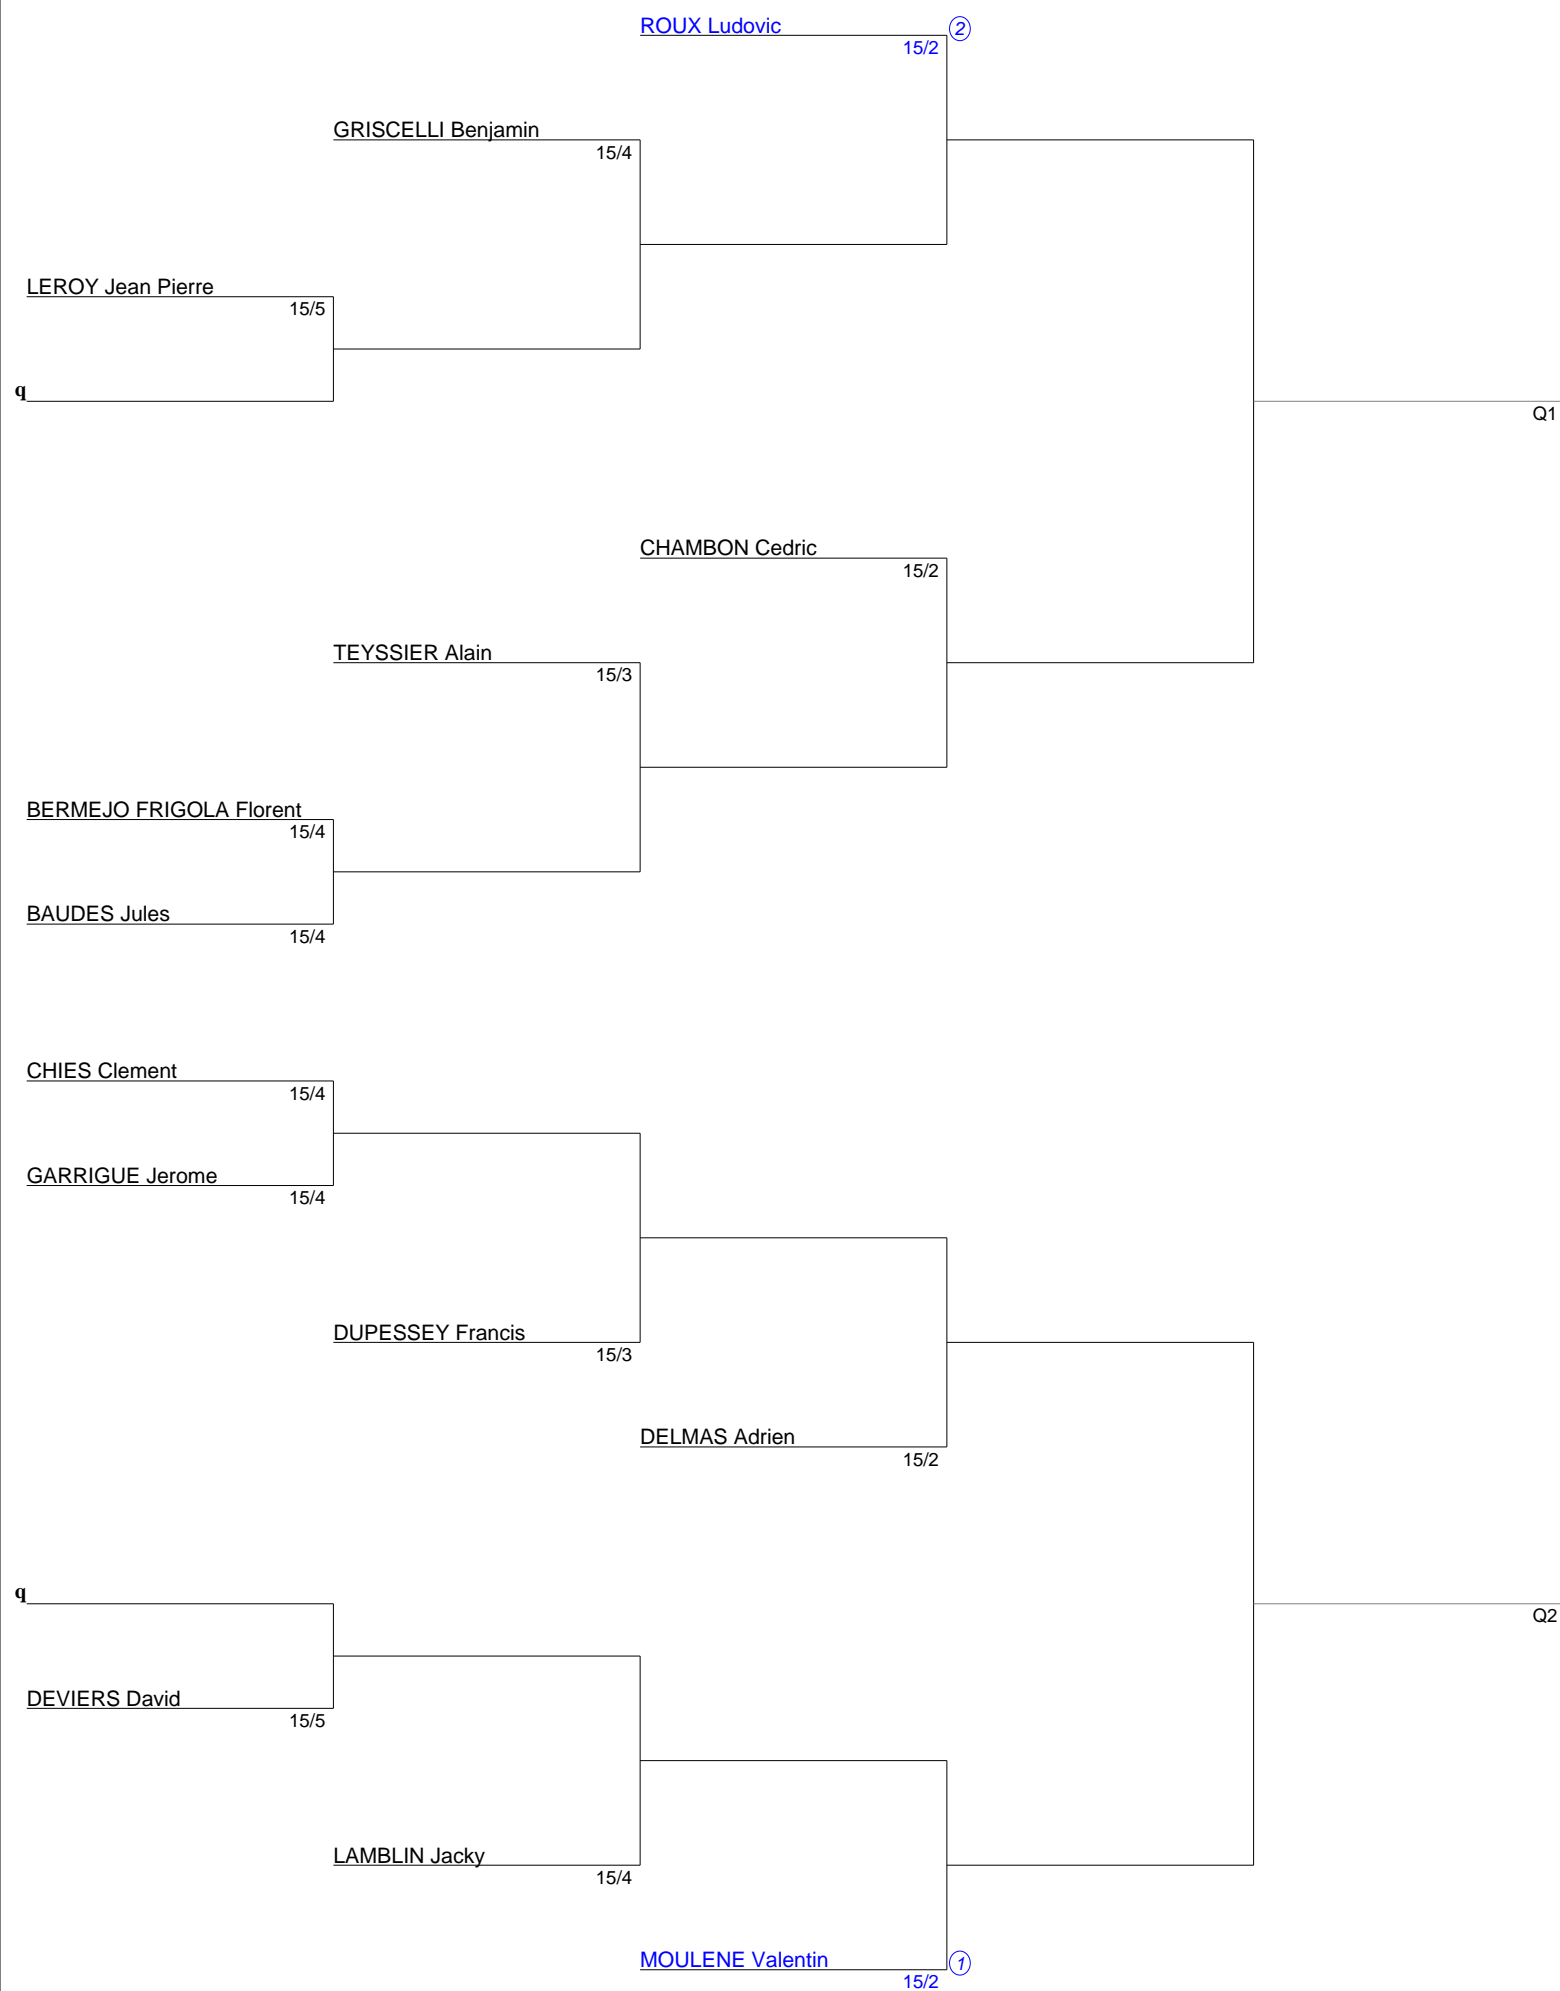 ROUX Ludovic 2
15/2
GRISCELLI Benjamin
15/4
LEROY Jean Pierre
15/5
q
Q1
CHAMBON Cedric
15/2
TEYSSIER Alain
15/3
BERMEJO FRIGOLA Florent
15/4
BAUDES Jules
15/4
CHIES Clement
15/4
GARRIGUE Jerome
15/4
DUPESSEY Francis
15/3
DELMAS Adrien
15/2
q
Q2
DEVIERS David
15/5
LAMBLIN Jacky
15/4
MOULENE Valentin 1
15/2